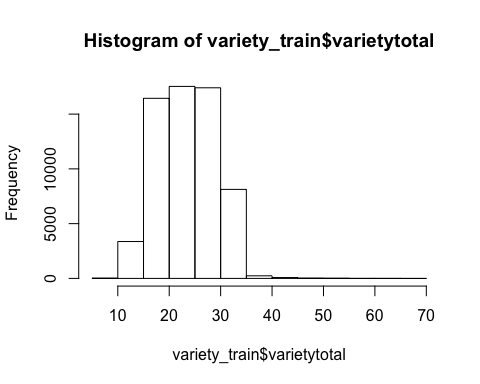 Histogram of variety_train$varietytotal
Frequency
10000
5000
0
10 20 30 40 50 60 70
variety_train$varietytotal